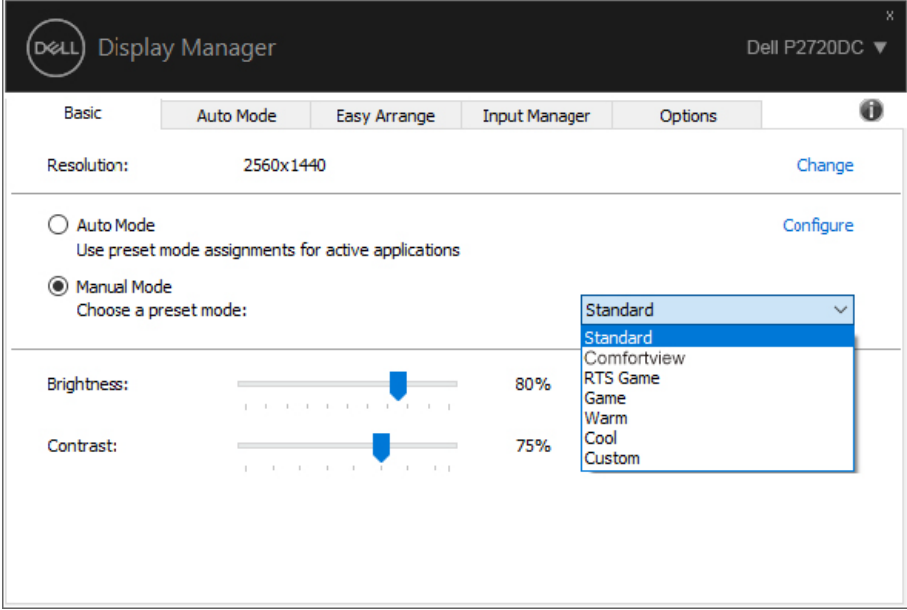 x
DELL Display Manager
Dell P2720DC ▼
Basic Auto Mode Easy Arrange Input Manager Options i
Resolution: 2560x1440 Change
Auto Mode Configure
Use preset mode assignments for active applications
Manual Mode
Choose a preset mode: Standard
Standard
Comfortview
RTS Game
Game
Warm
Cool
Custom
Brightness: 80%
Contrast: 75%